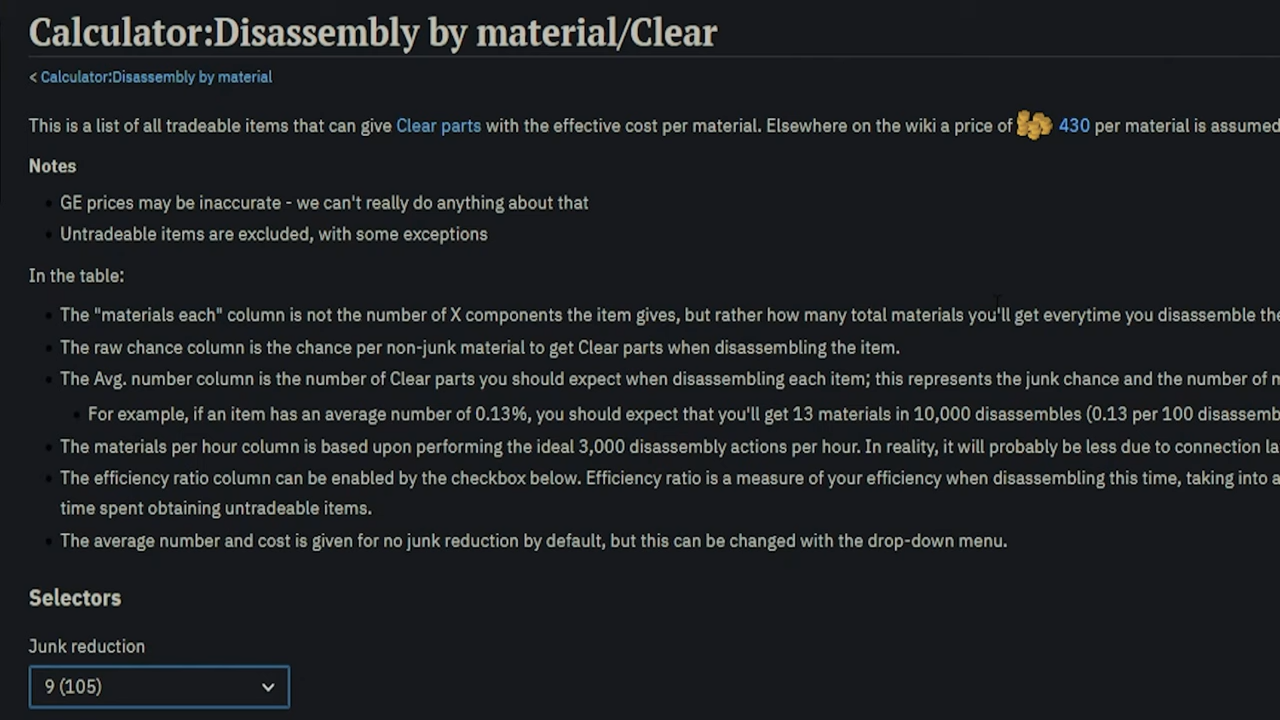 Calculator:Disassembly by material/Clear
< Calculator:Disassembly by material
This is a list of all tradeable items that can give Clear parts with the effective cost per material. Elsewhere on the wiki a price of 430 per material is assumed
Notes
GE prices may be inaccurate - we can't really do anything about that
Untradeable items are excluded, with some exceptions
In the table:
The "materials each" column is not the number of X components the item gives, but rather how many total materials you'll get everytime you disassemble the
The raw chance column is the chance per non-junk material to get Clear parts when disassembling the item.
The Avg. number column is the number of Clear parts you should expect when disassembling each item; this represents the junk chance and the number of m
For example, if an item has an average number of 0.13%, you should expect that you'll get 13 materials in 10,000 disassembles (0.13 per 100 disassemb
The materials per hour column is based upon performing the ideal 3,000 disassembly actions per hour. In reality, it will probably be less due to connection la
The efficiency ratio column can be enabled by the checkbox below. Efficiency ratio is a measure of your efficiency when disassembling this time, taking into a
time spent obtaining untradeable items.
The average number and cost is given for no junk reduction by default, but this can be changed with the drop-down menu.
Selectors
Junk reduction
9 (105)